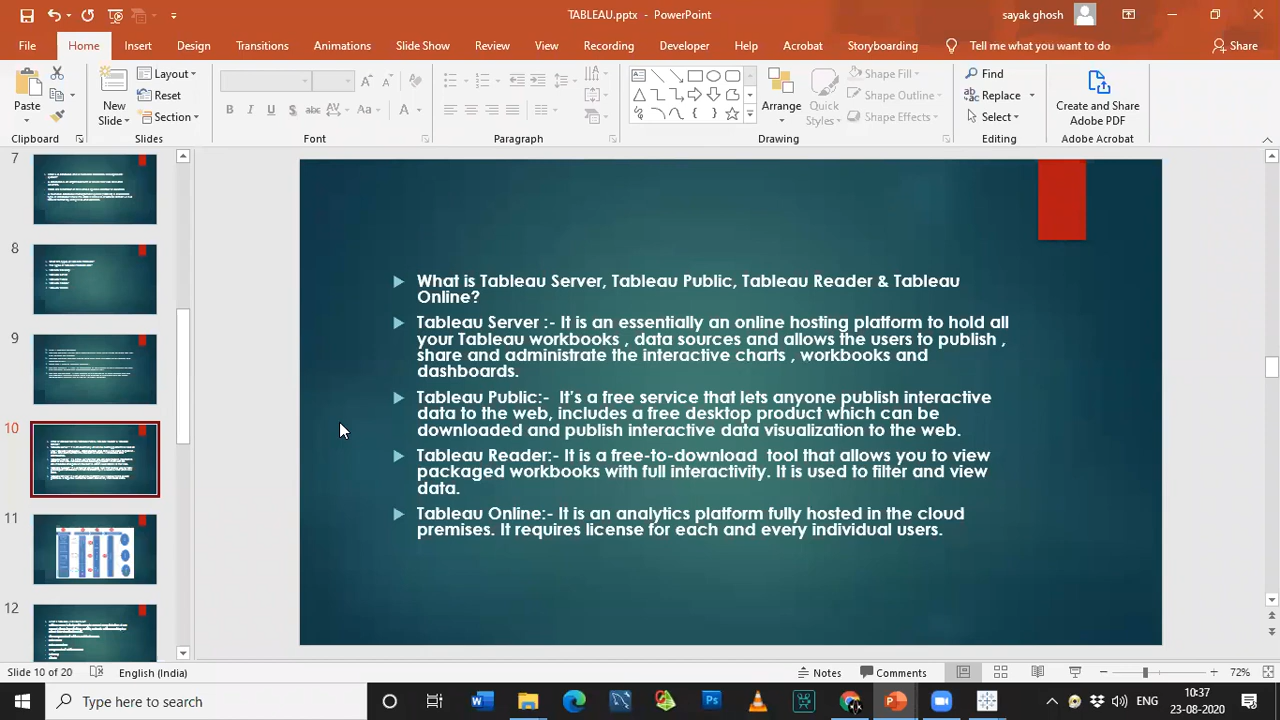 TABLEAU.pptx - PowerPoint
sayak ghosh
File Home Insert Design Transitions Animations Slide Show Review View Recording Developer Help Acrobat Storyboarding Tell me what you want to do Share
Paste
Clipboard
New
Slide
Layout
Reset
Section
Slides
B I U S abc AV Aa A
Font
Paragraph
Arrange
Quick
Styles
Shape Fill
Shape Outline
Shape Effects
Drawing
Find
Replace
Select
Editing
Create and Share
Adobe PDF
Adobe Acrobat
7
8
9
10
11
12
What is Tableau Server, Tableau Public, Tableau Reader & Tableau
Online?
Tableau Server :- It is an essentially an online hosting platform to hold all
your Tableau workbooks , data sources and allows the users to publish ,
share and administrate the interactive charts , workbooks and
dashboards.
Tableau Public:-  It's a free service that lets anyone publish interactive
data to the web, includes a free desktop product which can be
downloaded and publish interactive data visualization to the web.
Tableau Reader:- It is a free-to-download  tool that allows you to view
packaged workbooks with full interactivity. It is used to filter and view
data.
Tableau Online:- It is an analytics platform fully hosted in the cloud
premises. It requires license for each and every individual users.
Slide 10 of 20 English (India) Notes Comments 72%
Type here to search
ENG
10:37
23-08-2020